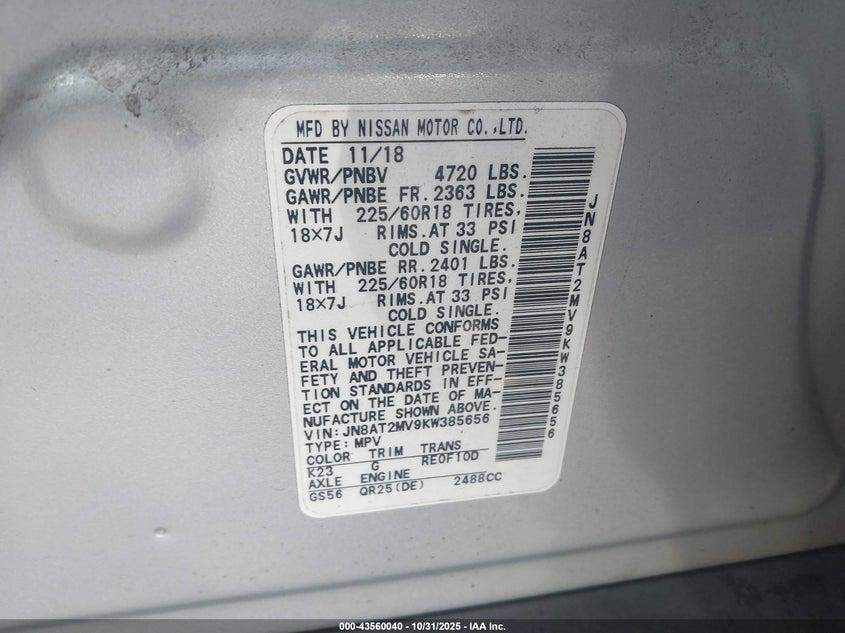 MFD BY NISSAN MOTOR CO.,LTD.
DATE 11/18
GVWR/PNBV 4720 LBS.
GAWR/PNBE FR. 2363 LBS.
WITH 225/60R18 TIRES,
18×7J RIMS.AT 33 PSI
COLD SINGLE.
GAWR/PNBE RR. 2401 LBS.
WITH 225/60R18 TIRES,
18×7J RIMS.AT 33 PSI
COLD SINGLE.
THIS VEHICLE CONFORMS
TO ALL APPLICABLE FED-
ERAL MOTOR VEHICLE SA-
FETY AND THEFT PREVEN-
TION STANDARDS IN EFF-
ECT ON THE DATE OF MA-
NUFACTURE SHOWN ABOVE.
VIN: JN8AT2MV9KW385656
TYPE: MPV
COLOR TRIM TRANS
K23 G RE0F10D
AXLE ENGINE
GS56 QR25(DE) 2488CC
JN8AT2MV9KW385656
000-43560040 - 10/31/2025 - IAA Inc.